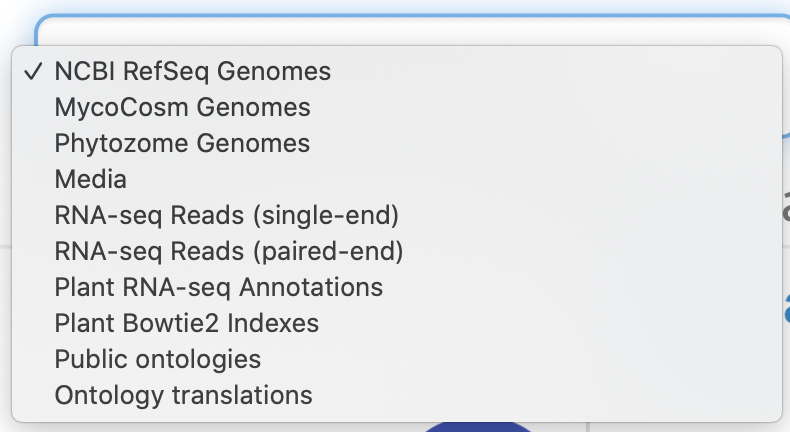 ✓ NCBI RefSeq Genomes
MycoCosm Genomes
Phytozome Genomes
Media
RNA-seq Reads (single-end)
RNA-seq Reads (paired-end)
Plant RNA-seq Annotations
Plant Bowtie2 Indexes
Public ontologies
Ontology translations